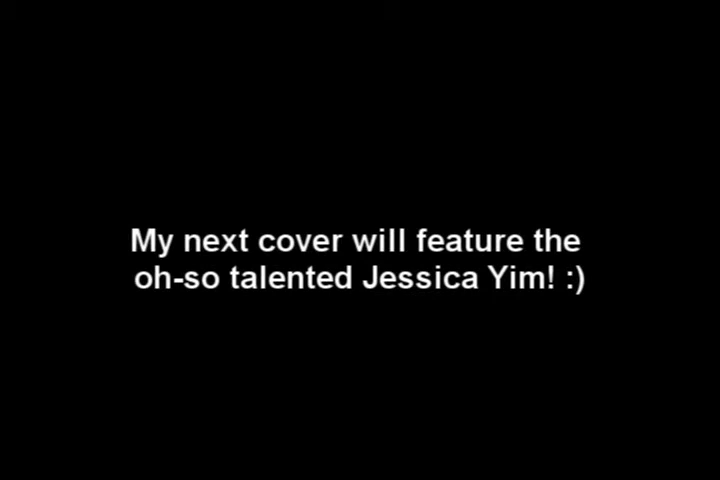 My next cover will feature the
oh-so talented Jessica Yim! :)